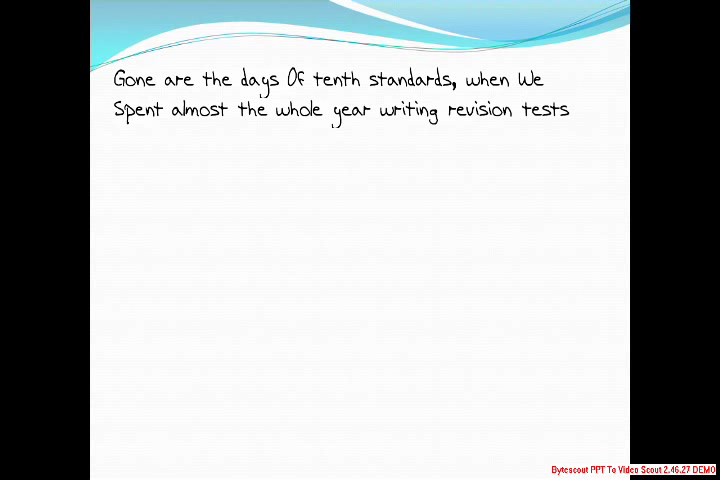 Gone are the days Of tenth standards, when We
Spent almost the whole year writing revision tests
Bytescout PPT To Video Scout 2.46.27 DEMO